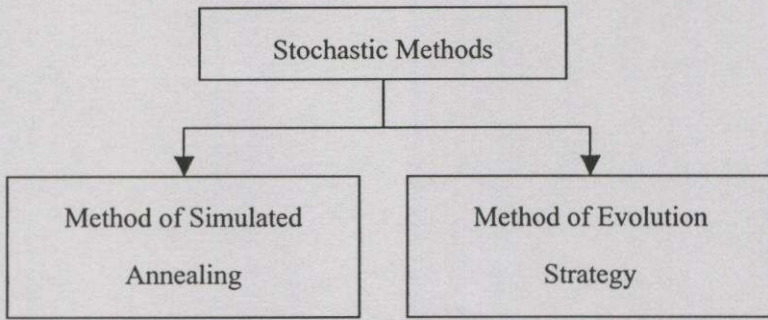 Stochastic Methods
Method of Simulated
Annealing
Method of Evolution
Strategy